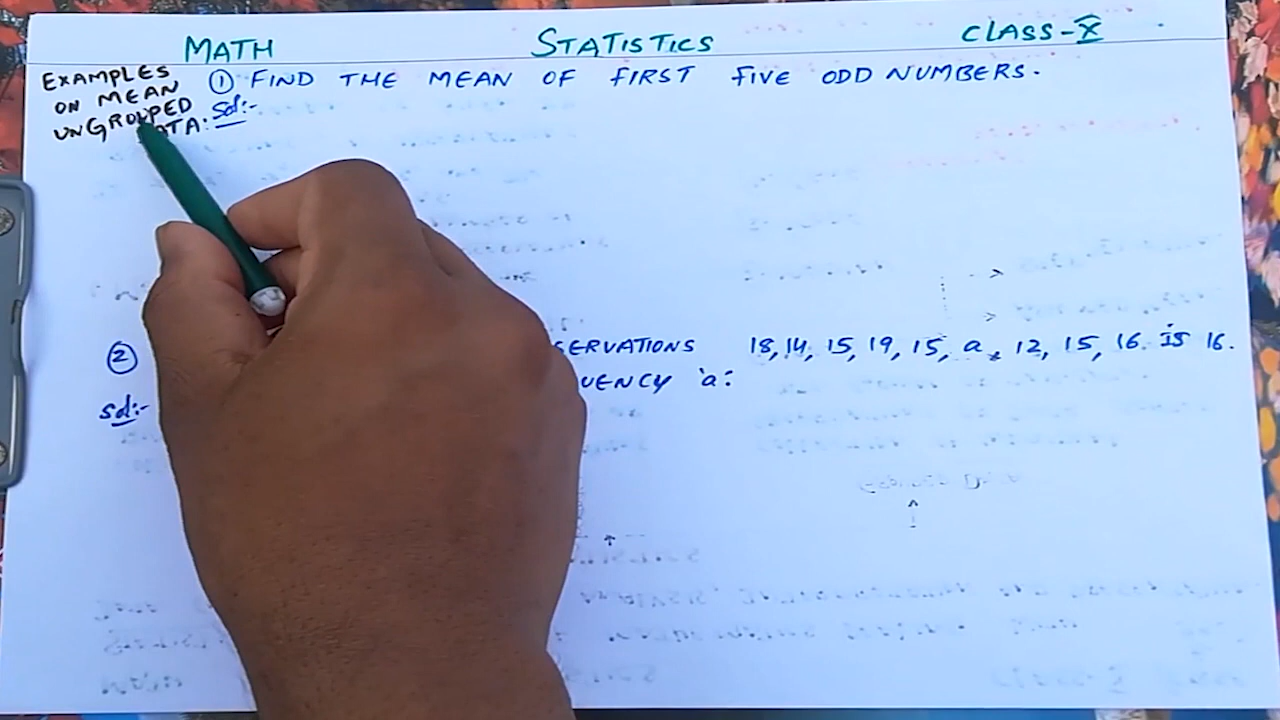 MATH STATISTICS CLASS-X
EXAMPLES,
ON MEAN
UNGROUPED
DATA:
① FIND THE MEAN OF FIRST FIVE ODD NUMBERS.
Sol:-
② SERVATIONS 18, 14, 15, 19, 15, a, 12, 15, 16. is 16.
UENCY 'a:
Sol:-